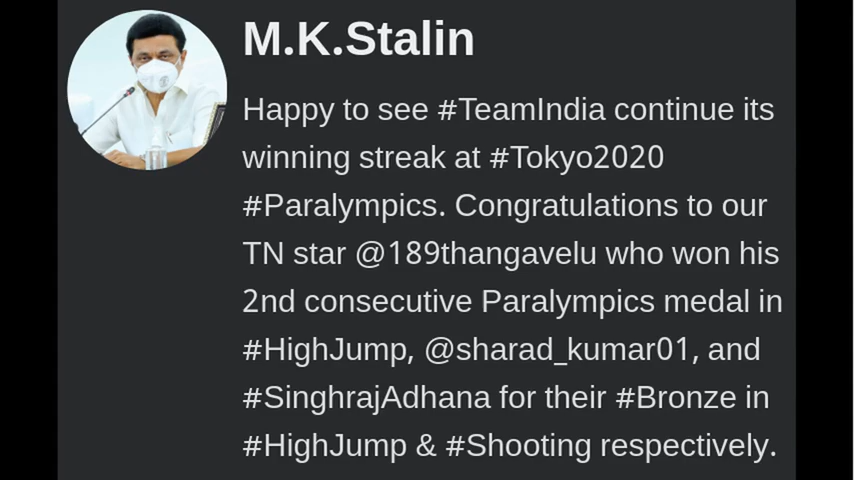 M.K.Stalin
Happy to see #TeamIndia continue its
winning streak at #Tokyo2020
#Paralympics. Congratulations to our
TN star @189thangavelu who won his
2nd consecutive Paralympics medal in
#HighJump, @sharad_kumar01, and
#SinghrajAdhana for their #Bronze in
#HighJump & #Shooting respectively.